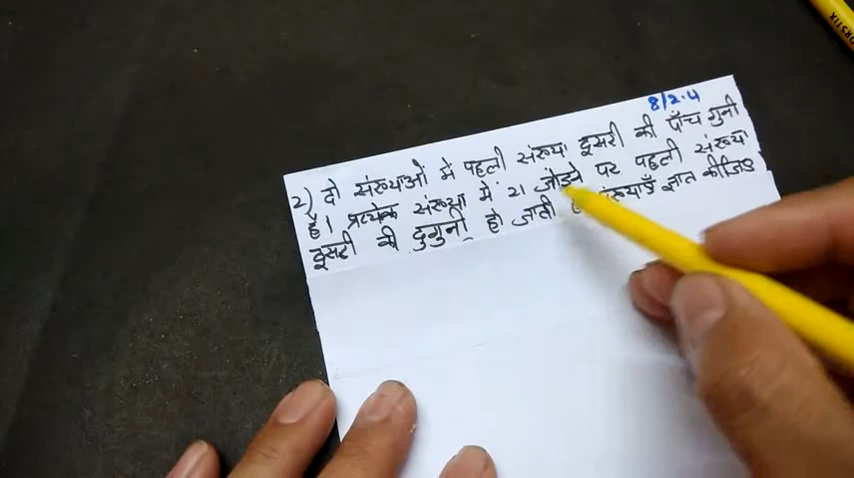 8/2.4
2) दो संख्याओं में पहली संख्या दूसरी की पाँच गुनी
हैं। प्रत्येक संख्या में 21 जोड़ने पर पहली संख्या
दूसरी की दुगुनी हो जाती ज्ञात कीजिए